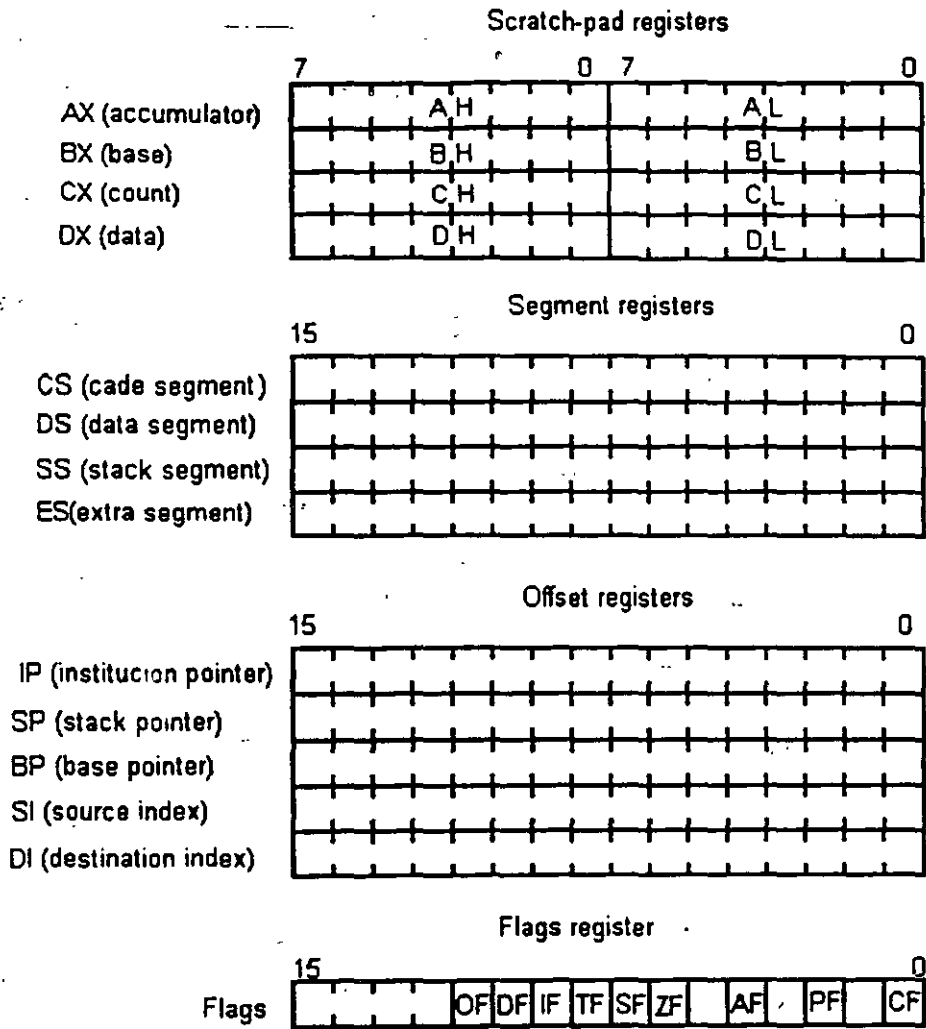 Scratch-pad registers
7 0 7 0
AX (accumulator) AH AL
BX (base) BH BL
CX (count) CH CL
DX (data) DH DL
Segment registers
15 0
CS (cade segment)
DS (data segment)
SS (stack segment)
ES(extra segment)
Offset registers
15 0
IP (institucion pointer)
SP (stack pointer)
BP (base pointer)
SI (source index)
DI (destination index)
Flags register
15 0
Flags OF DF IF TF SF ZF AF PF CF